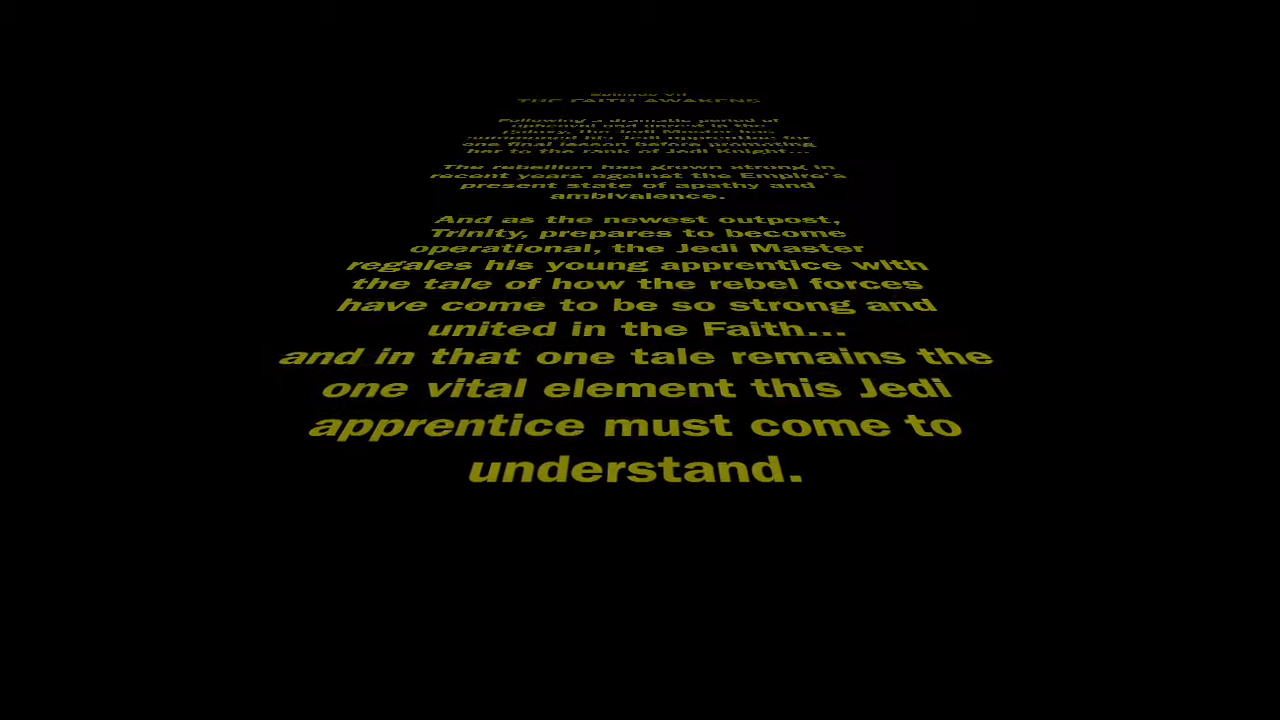 Episode VII
THE FAITH AWAKENS
Following a dramatic period of
upheaval and unrest in the
Galaxy, the Jedi Master has
summoned his Jedi apprentice for
one final lesson before promoting
her to the rank of Jedi Knight...
The rebellion has grown strong in
recent years against the Empire's
present state of apathy and
ambivalence.
And as the newest outpost,
Trinity, prepares to become
operational, the Jedi Master
regales his young apprentice with
the tale of how the rebel forces
have come to be so strong and
united in the Faith...
and in that one tale remains the
one vital element this Jedi
apprentice must come to
understand.